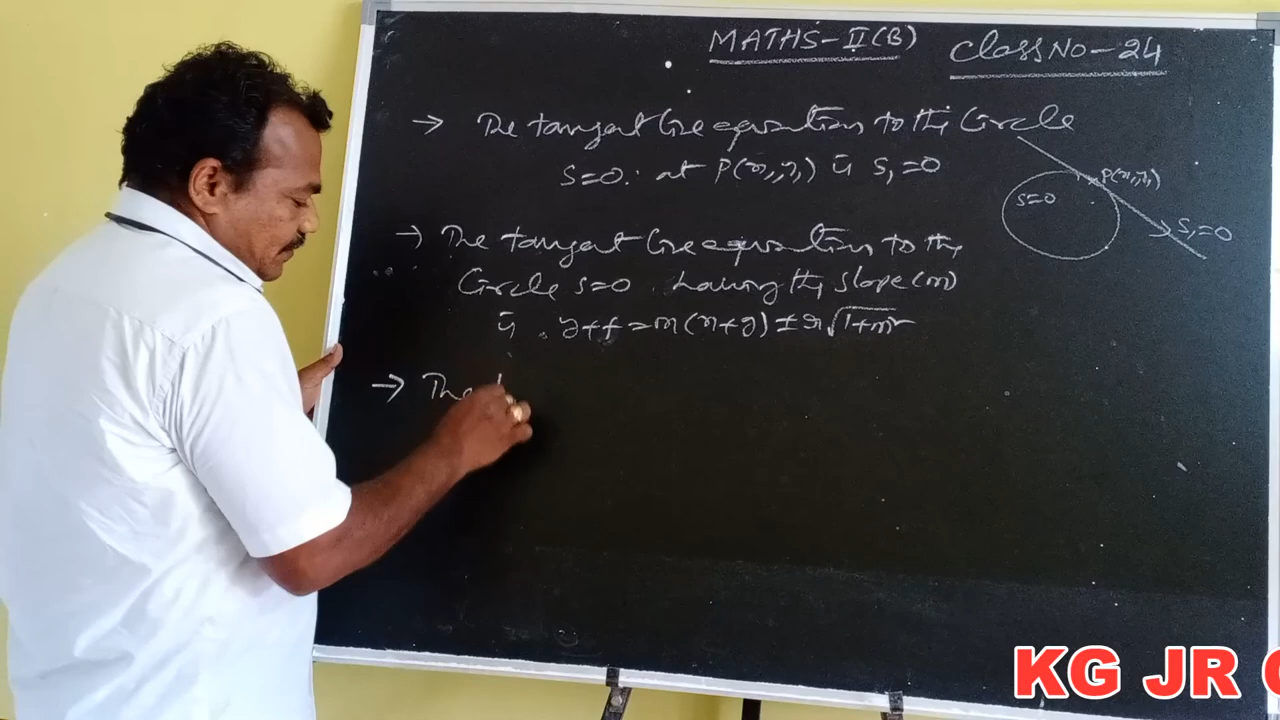 MATHS-II(B) Class NO-24
→ The tangent line equation to the Circle
S=0. at P(x₁,y₁) is S₁=0
P(x₁,y₁)
S=0
S₁=0
→ The tangent line equation to the
Circle S=0. having the slope(m)
is y+f=m(x+g)±r√1+m²
→ The
KG JR